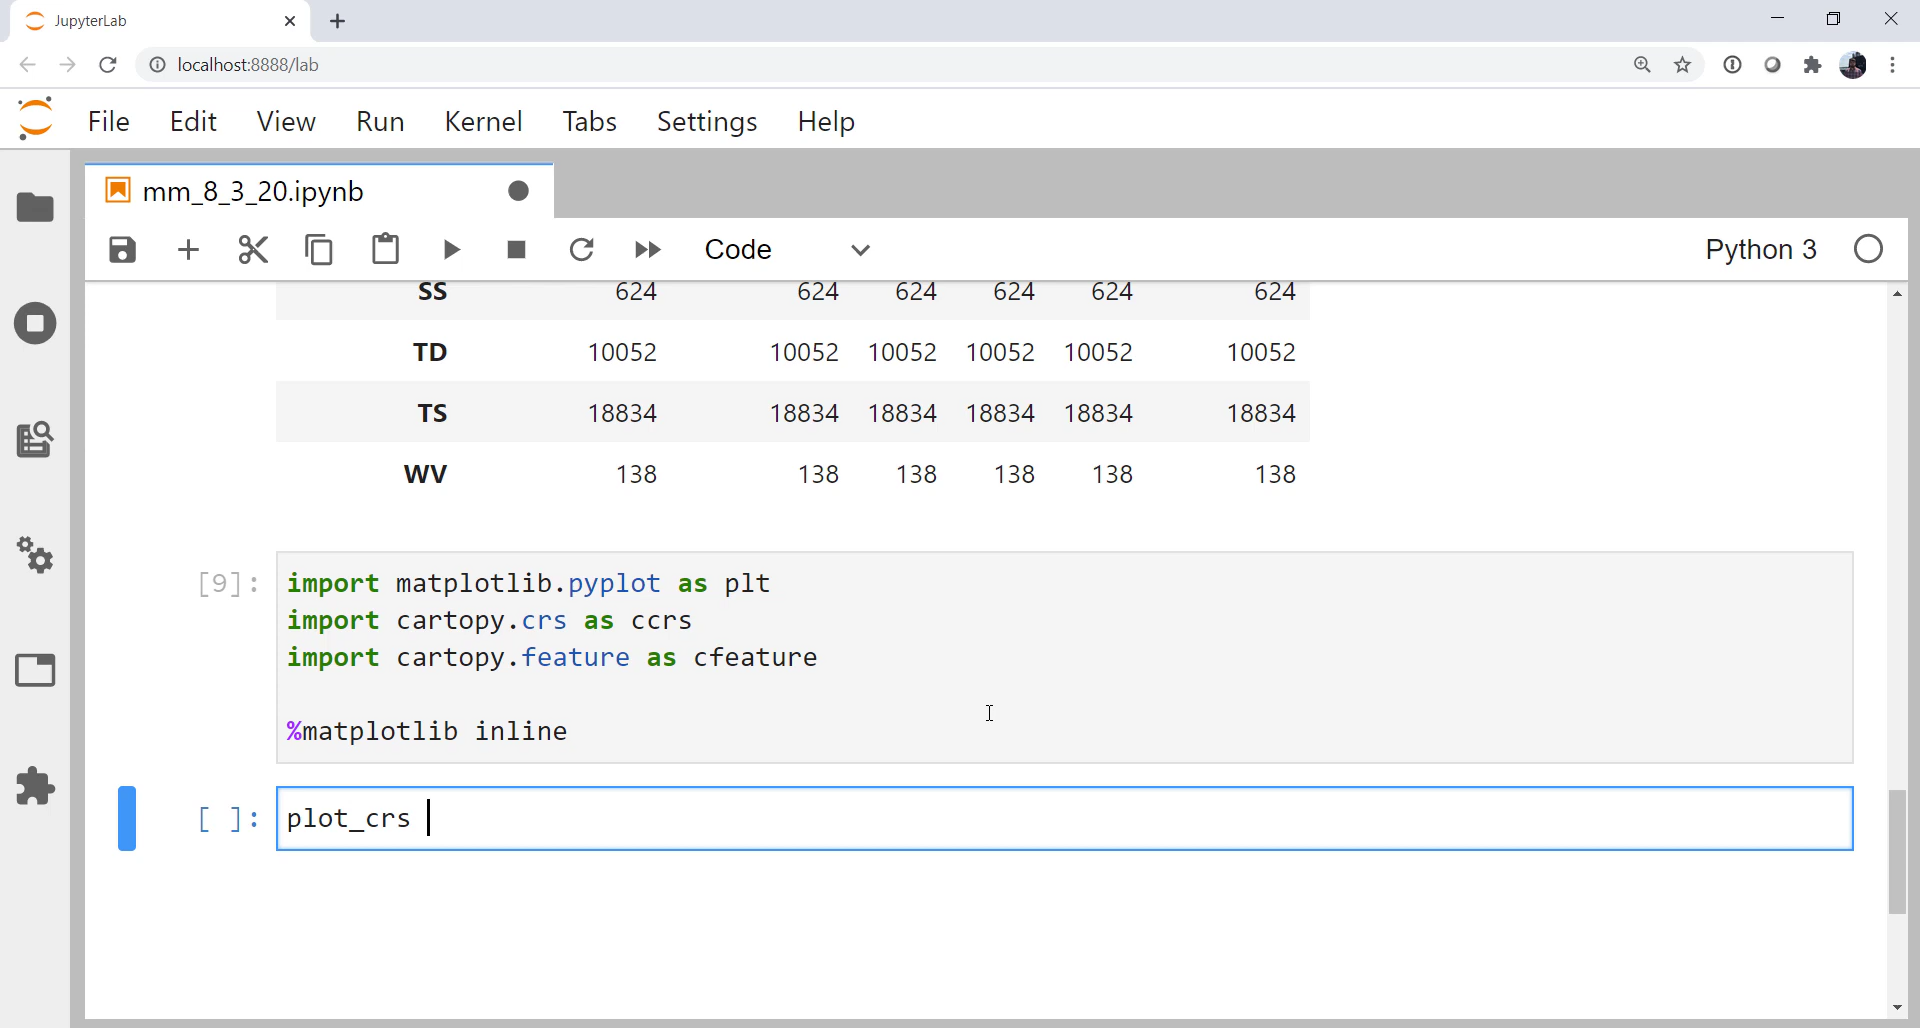 JupyterLab
localhost:8888/lab
File Edit View Run Kernel Tabs Settings Help
mm_8_3_20.ipynb
Code Python 3
SS 624 624 624 624 624 624
TD 10052 10052 10052 10052 10052 10052
TS 18834 18834 18834 18834 18834 18834
WV 138 138 138 138 138 138
[9]: import matplotlib.pyplot as plt
import cartopy.crs as ccrs
import cartopy.feature as cfeature
%matplotlib inline
[ ]: plot_crs